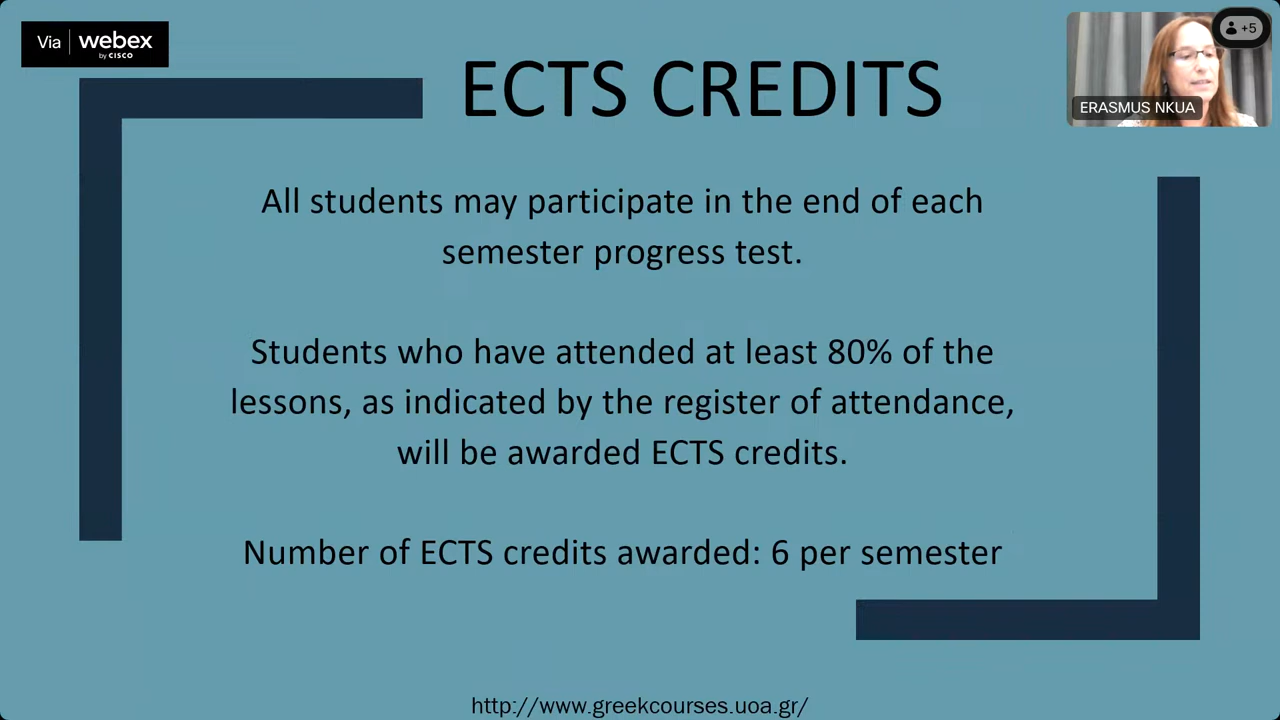 Via webex
by CISCO
+5
ERASMUS NKUA
ECTS CREDITS
All students may participate in the end of each
semester progress test.
Students who have attended at least 80% of the
lessons, as indicated by the register of attendance,
will be awarded ECTS credits.
Number of ECTS credits awarded: 6 per semester
http://www.greekcourses.uoa.gr/